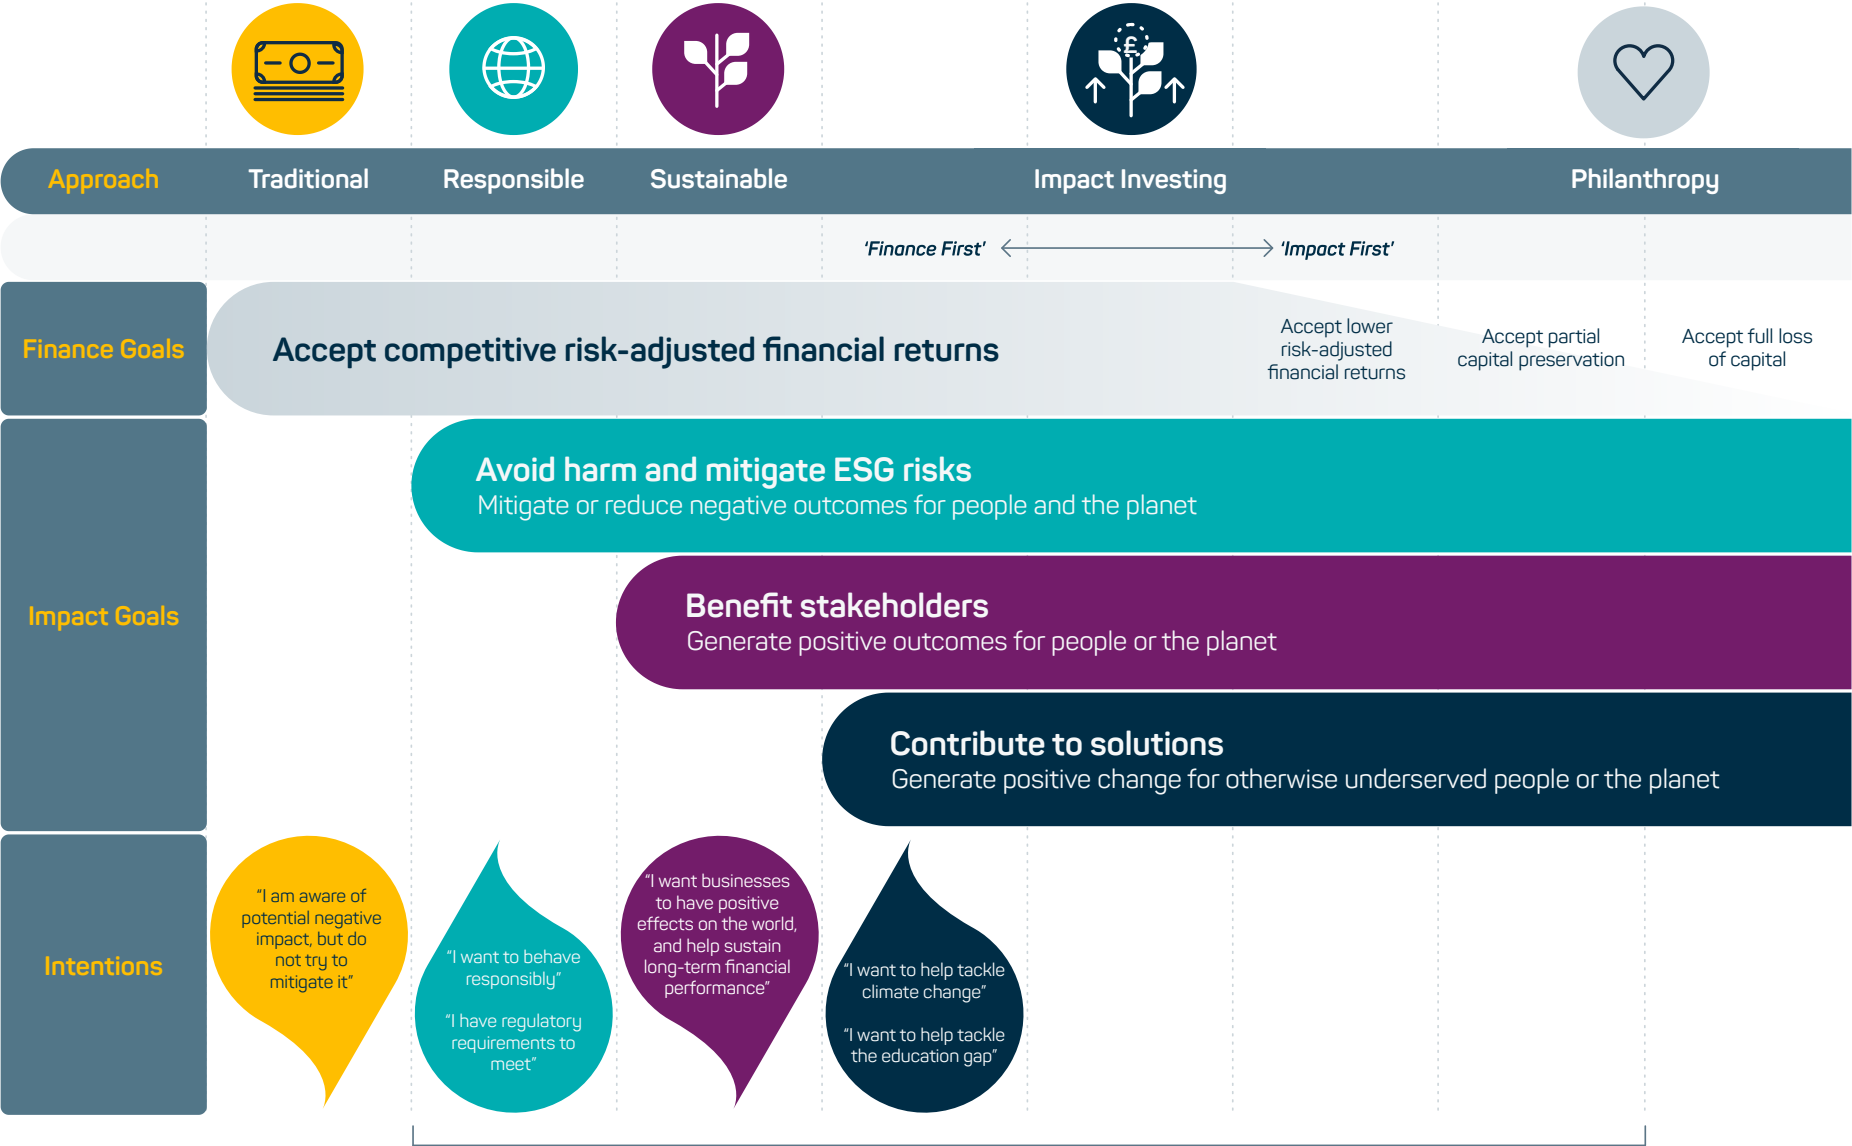 £
Approach
Traditional
Responsible
Sustainable
Impact Investing
Philanthropy
‘Finance First’
‘Impact First’
Finance Goals
Accept competitive risk-adjusted financial returns
Accept lower
risk-adjusted
financial returns
Accept partial
capital preservation
Accept full loss
of capital
Impact Goals
Avoid harm and mitigate ESG risks
Mitigate or reduce negative outcomes for people and the planet
Benefit stakeholders
Generate positive outcomes for people or the planet
Contribute to solutions
Generate positive change for otherwise underserved people or the planet
Intentions
“I am aware of
potential negative
impact, but do
not try to
mitigate it”
“I want to behave
responsibly”
“I have regulatory
requirements to
meet”
“I want businesses
to have positive
effects on the world,
and help sustain
long-term financial
performance”
“I want to help tackle
climate change”
“I want to help tackle
the education gap”